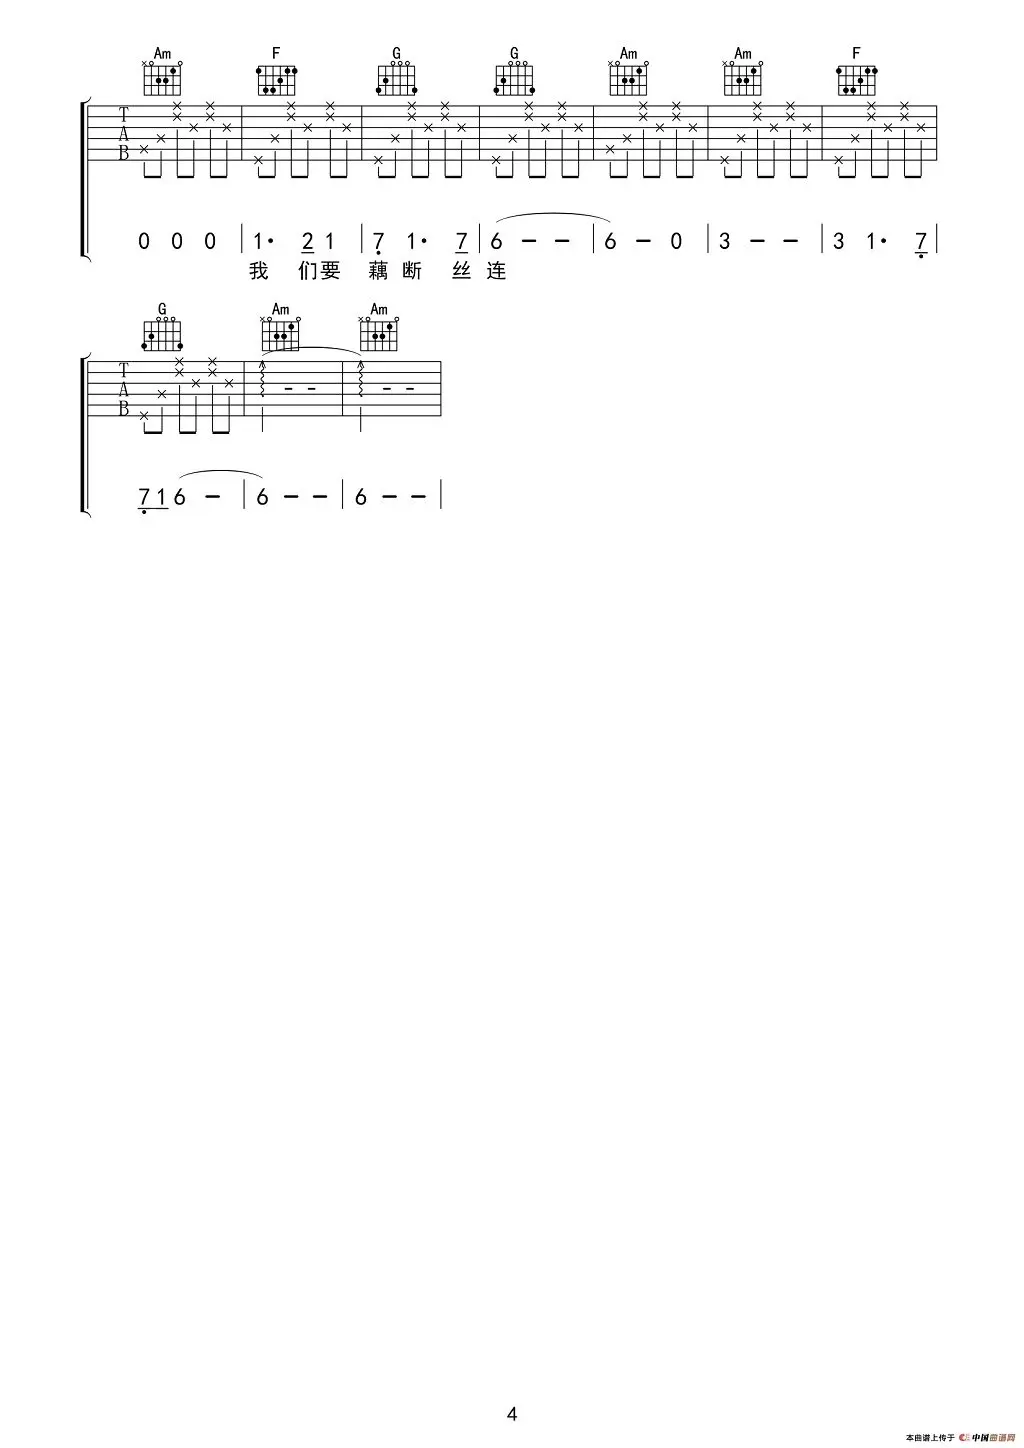 Am F G G Am Am F
T
A
B
0 0 0 | 1· 2 1 | 7 1· 7 | 6 – – | 6 – 0 | 3 – – | 3 1· 7 |
我 们要 藕 断 丝 连
G Am Am
T
A
B
7 1 6 – | 6 – – | 6 – – |
4
本曲谱上传于 中国曲谱网